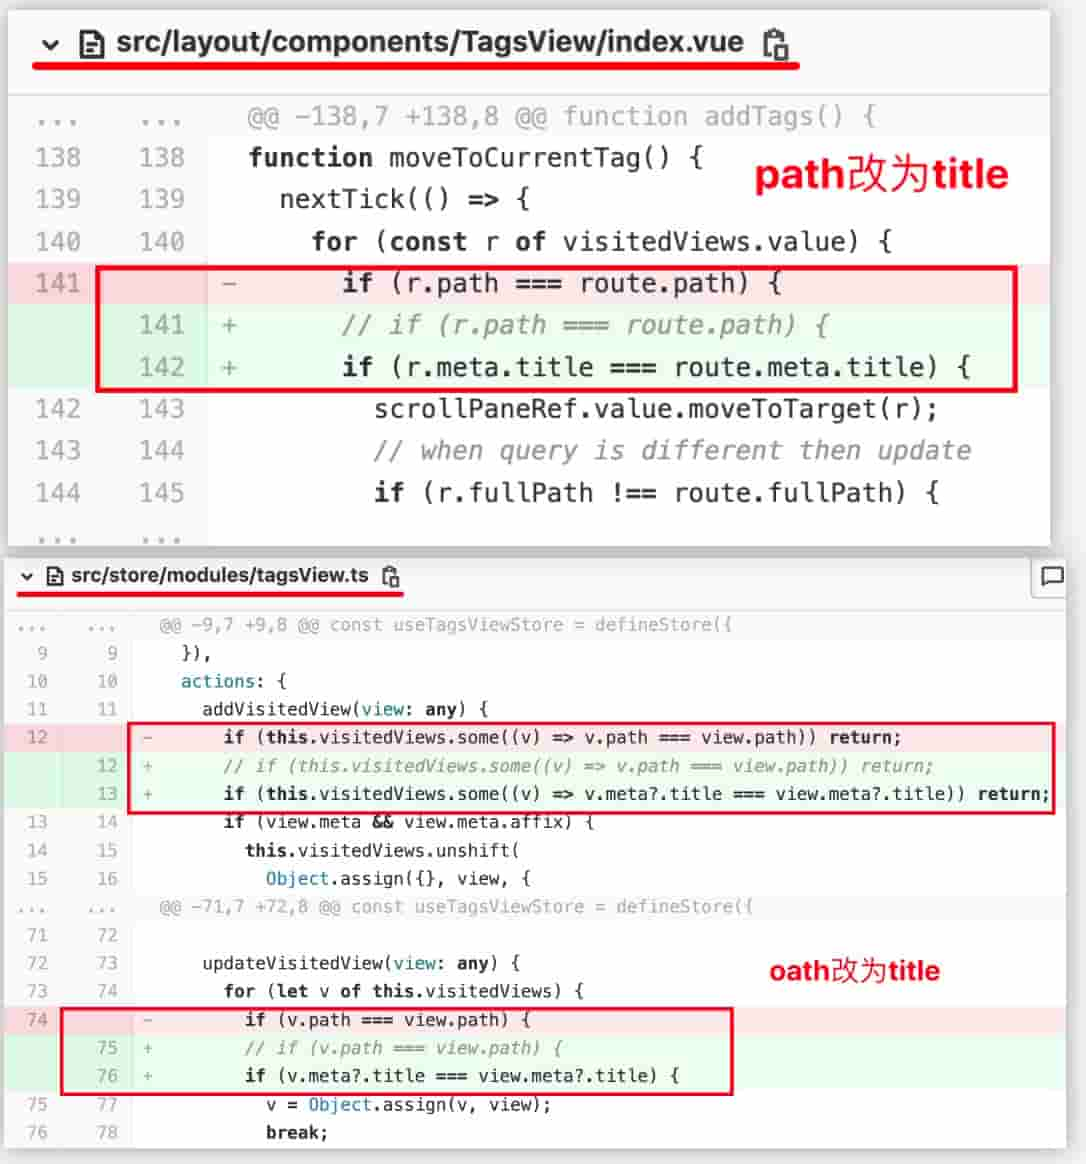 src/layout/components/TagsView/index.vue
... ... @@ -138,7 +138,8 @@ function addTags() {
138 138 function moveToCurrentTag() {
path改为title
139 139 nextTick(() => {
140 140 for (const r of visitedViews.value) {
141 - if (r.path === route.path) {
141 + // if (r.path === route.path) {
142 + if (r.meta.title === route.meta.title) {
142 143 scrollPaneRef.value.moveToTarget(r);
143 144 // when query is different then update
144 145 if (r.fullPath !== route.fullPath) {
... ...
src/store/modules/tagsView.ts
... ... @@ -9,7 +9,8 @@ const useTagsViewStore = defineStore({
9 9 }),
10 10 actions: {
11 11 addVisitedView(view: any) {
12 - if (this.visitedViews.some((v) => v.path === view.path)) return;
12 + // if (this.visitedViews.some((v) => v.path === view.path)) return;
13 + if (this.visitedViews.some((v) => v.meta?.title === view.meta?.title)) return;
13 14 if (view.meta && view.meta.affix) {
14 15 this.visitedViews.unshift(
15 16 Object.assign({}, view, {
... ... @@ -71,7 +72,8 @@ const useTagsViewStore = defineStore({
71 72
72 73 updateVisitedView(view: any) {
oath改为title
73 74 for (let v of this.visitedViews) {
74 - if (v.path === view.path) {
75 + // if (v.path === view.path) {
76 + if (v.meta?.title === view.meta?.title) {
75 77 v = Object.assign(v, view);
76 78 break;